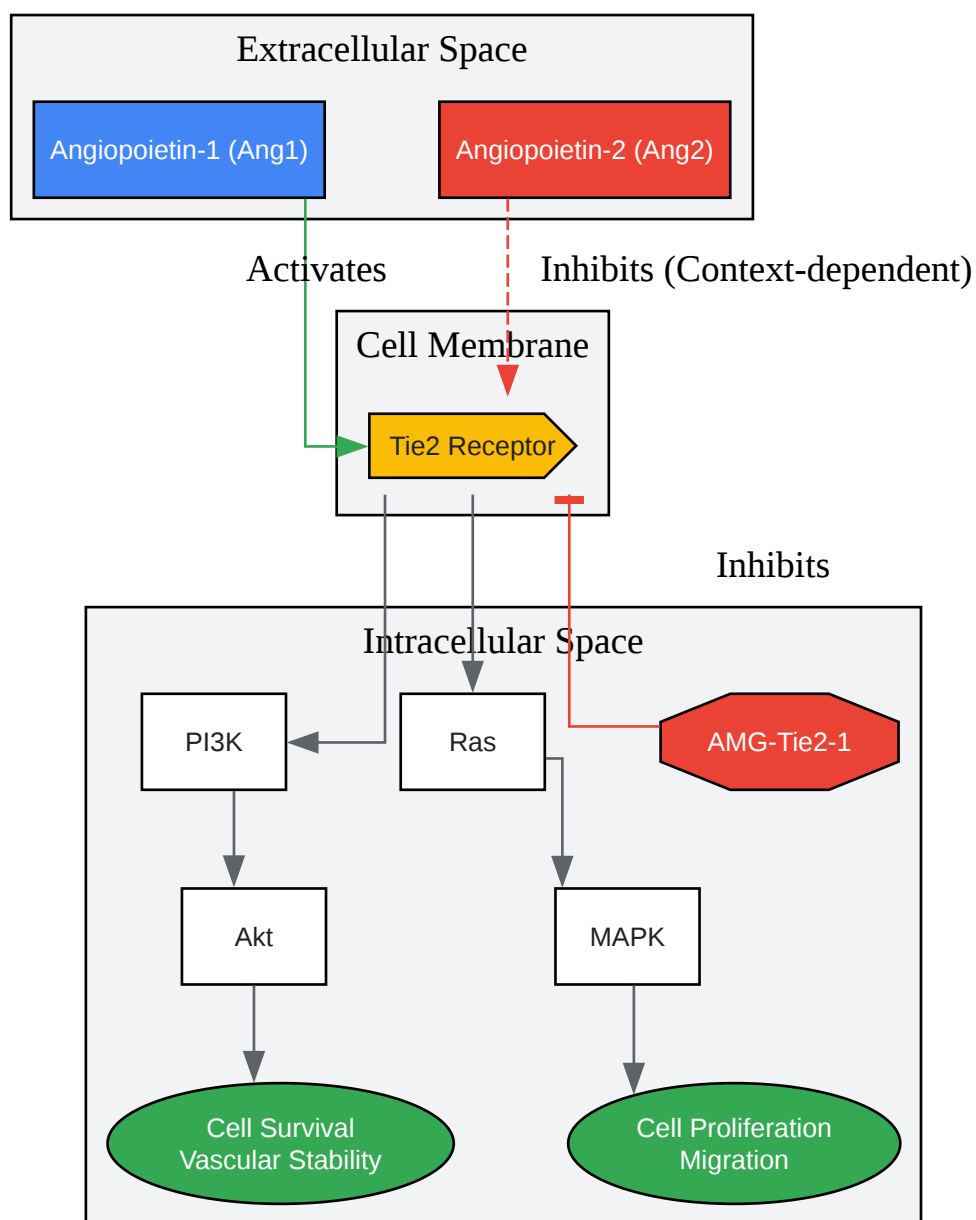 Extracellular Space
Angiopoietin-1 (Ang1)
Angiopoietin-2 (Ang2)
Activates
Inhibits (Context-dependent)
Cell Membrane
Tie2 Receptor
Inhibits
Intracellular Space
PI3K
Ras
AMG-Tie2-1
Akt
MAPK
Cell Survival
Vascular Stability
Cell Proliferation
Migration